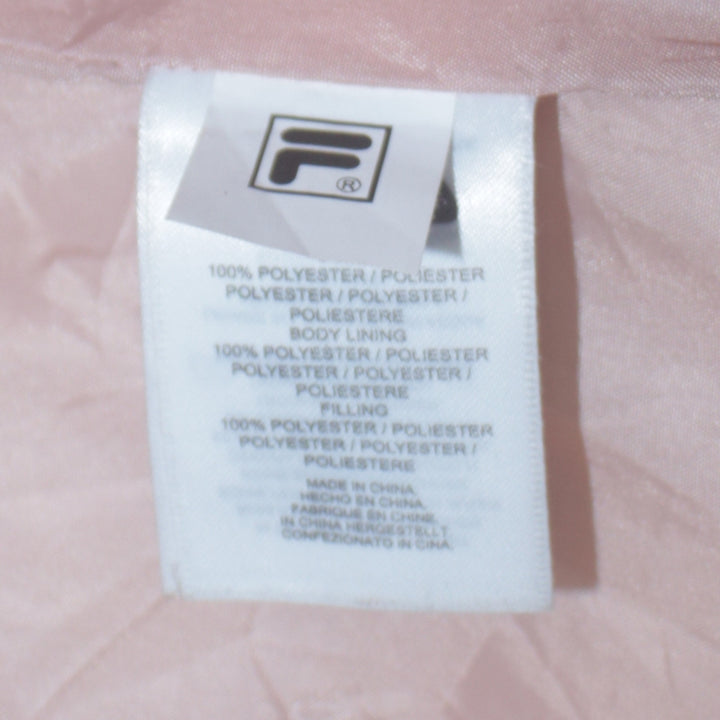 F®
100% POLYESTER / POLIESTER
POLYESTER / POLYESTER /
POLIESTERE
BODY LINING
100% POLYESTER / POLIESTER
POLYESTER / POLYESTER /
POLIESTERE
FILLING
100% POLYESTER / POLIESTER
POLYESTER / POLYESTER /
POLIESTERE
MADE IN CHINA.
HECHO EN CHINA.
FABRIQUE EN CHINE.
IN CHINA HERGESTELLT
CONFEZIONATO IN CINA.